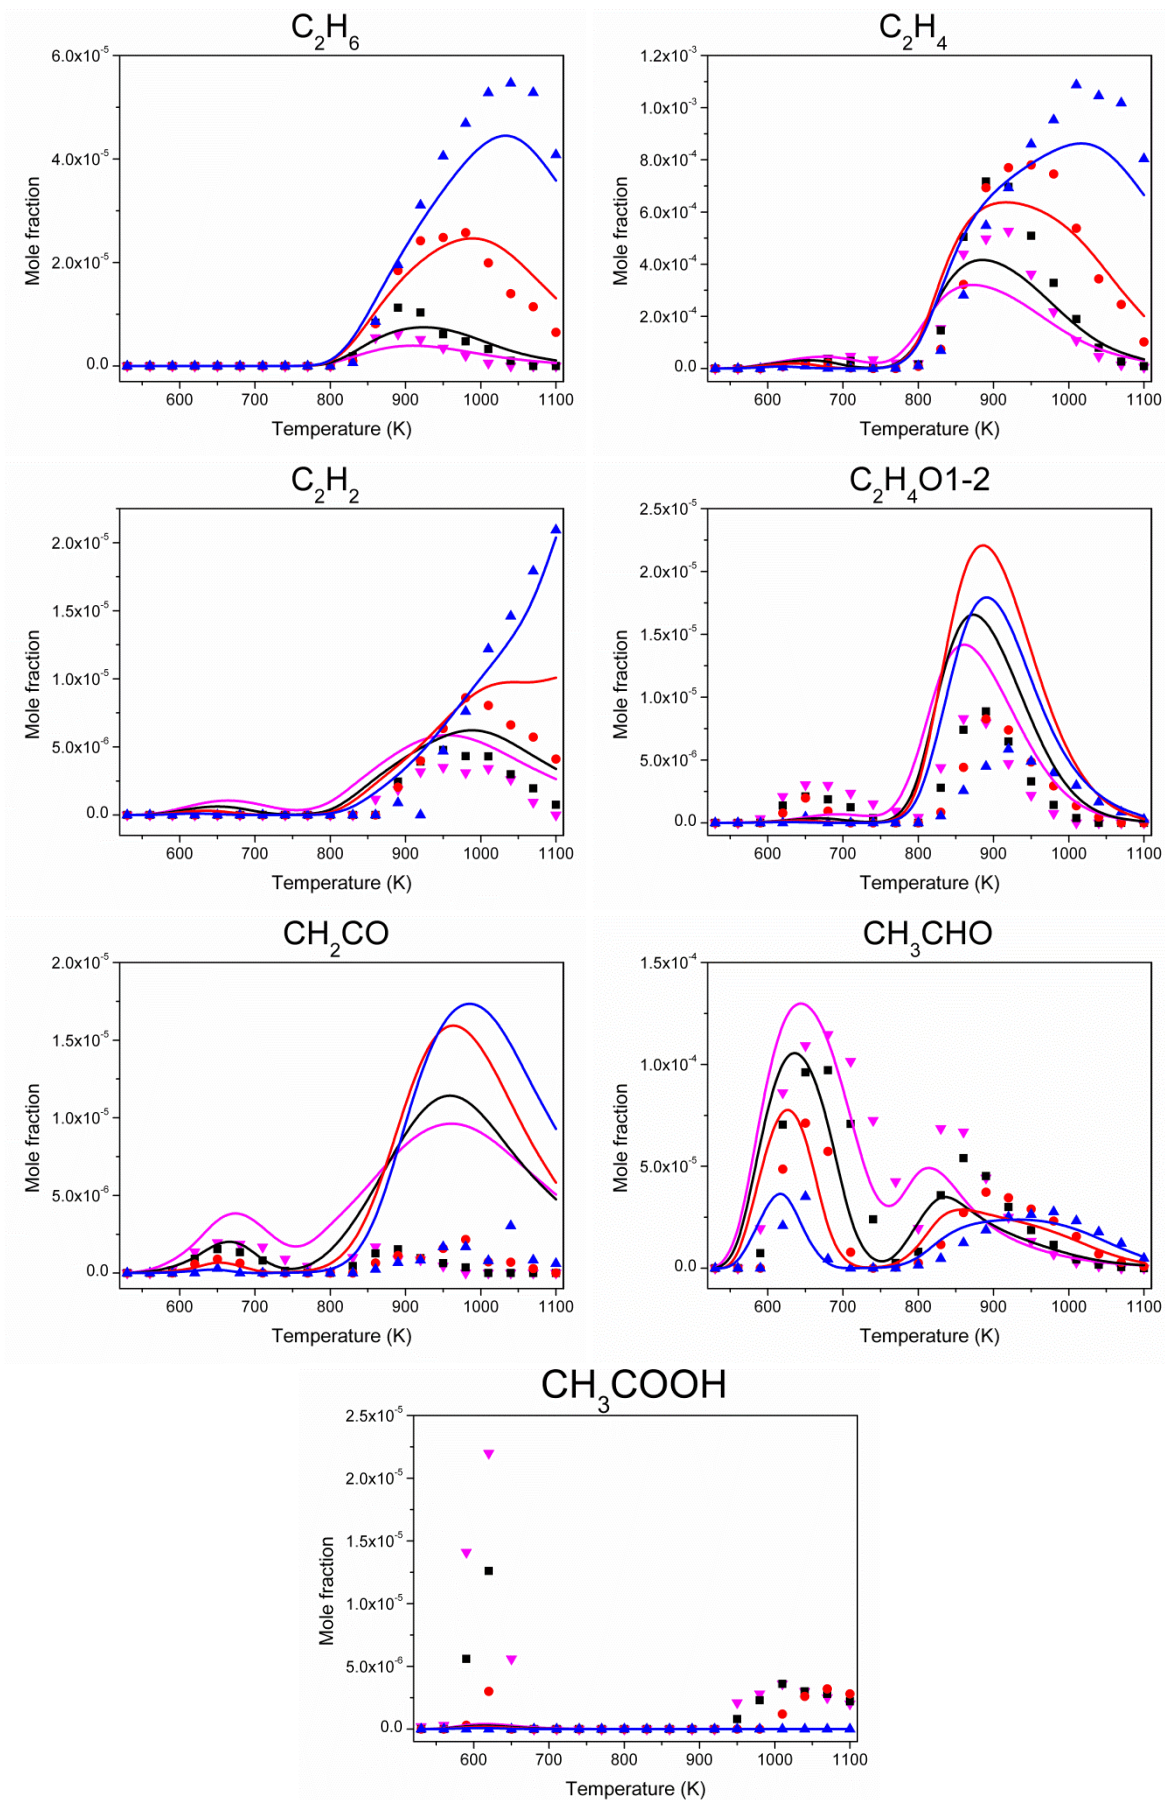 C2H6
6.0x10-5
4.0x10-5
2.0x10-5
0.0
Mole fraction
600 700 800 900 1000 1100
Temperature (K)
C2H4
1.2x10-3
1.0x10-3
8.0x10-4
6.0x10-4
4.0x10-4
2.0x10-4
0.0
Mole fraction
600 700 800 900 1000 1100
Temperature (K)
C2H2
2.0x10-5
1.5x10-5
1.0x10-5
5.0x10-6
0.0
Mole fraction
600 700 800 900 1000 1100
Temperature (K)
C2H4O1-2
2.5x10-5
2.0x10-5
1.5x10-5
1.0x10-5
5.0x10-6
0.0
Mole fraction
600 700 800 900 1000 1100
Temperature (K)
CH2CO
2.0x10-5
1.5x10-5
1.0x10-5
5.0x10-6
0.0
Mole fraction
600 700 800 900 1000 1100
Temperature (K)
CH3CHO
1.5x10-4
1.0x10-4
5.0x10-5
0.0
Mole fraction
600 700 800 900 1000 1100
Temperature (K)
CH3COOH
2.5x10-5
2.0x10-5
1.5x10-5
1.0x10-5
5.0x10-6
0.0
Mole fraction
600 700 800 900 1000 1100
Temperature (K)